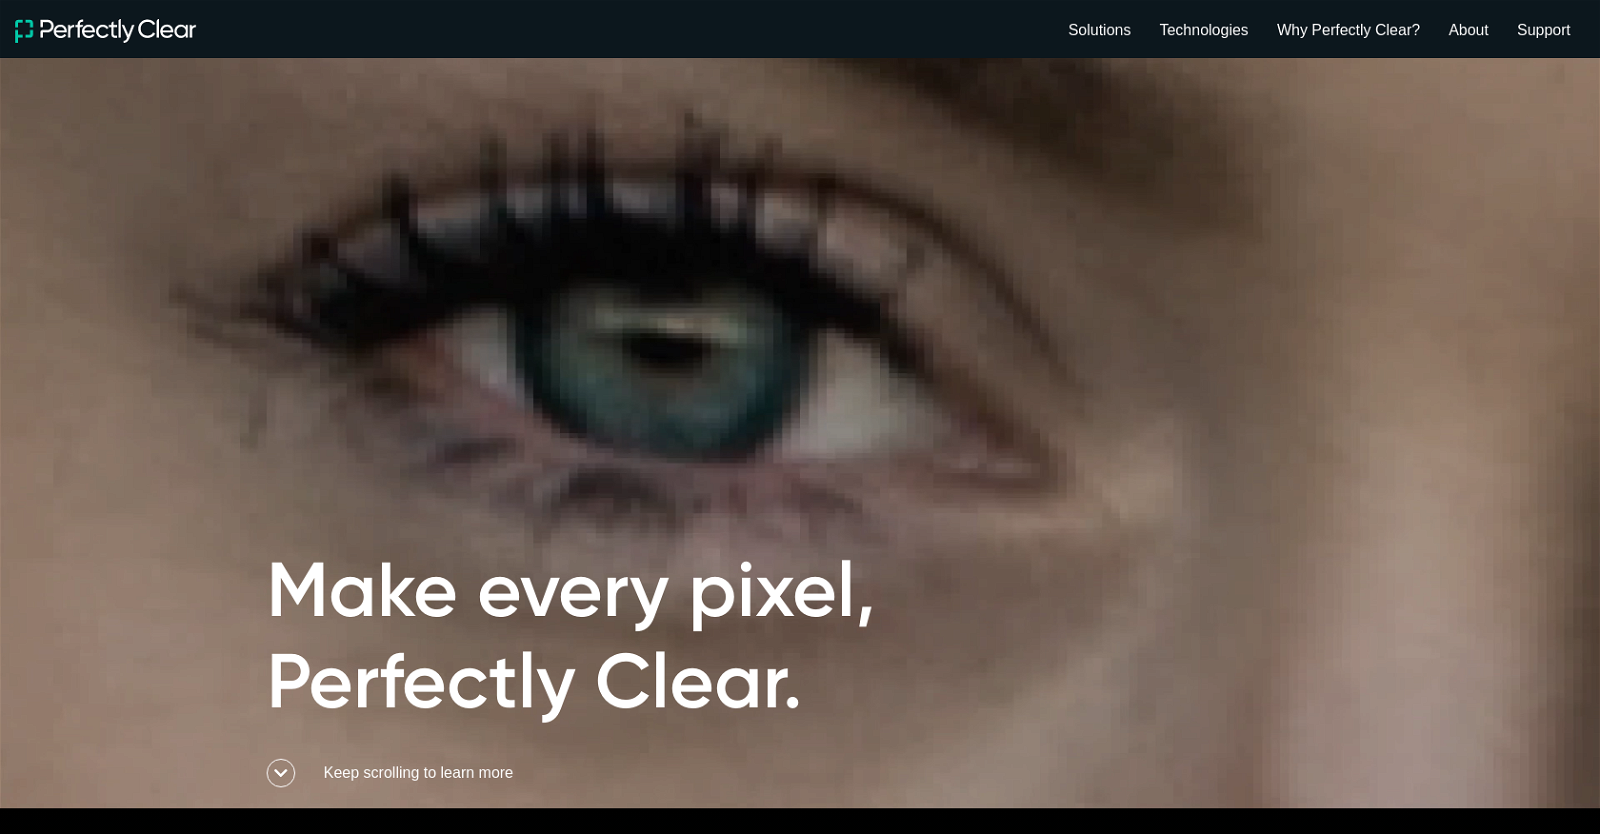 Perfectly Clear
Solutions
Technologies
Why Perfectly Clear?
About
Support
Make every pixel,
Perfectly Clear.
Keep scrolling to learn more